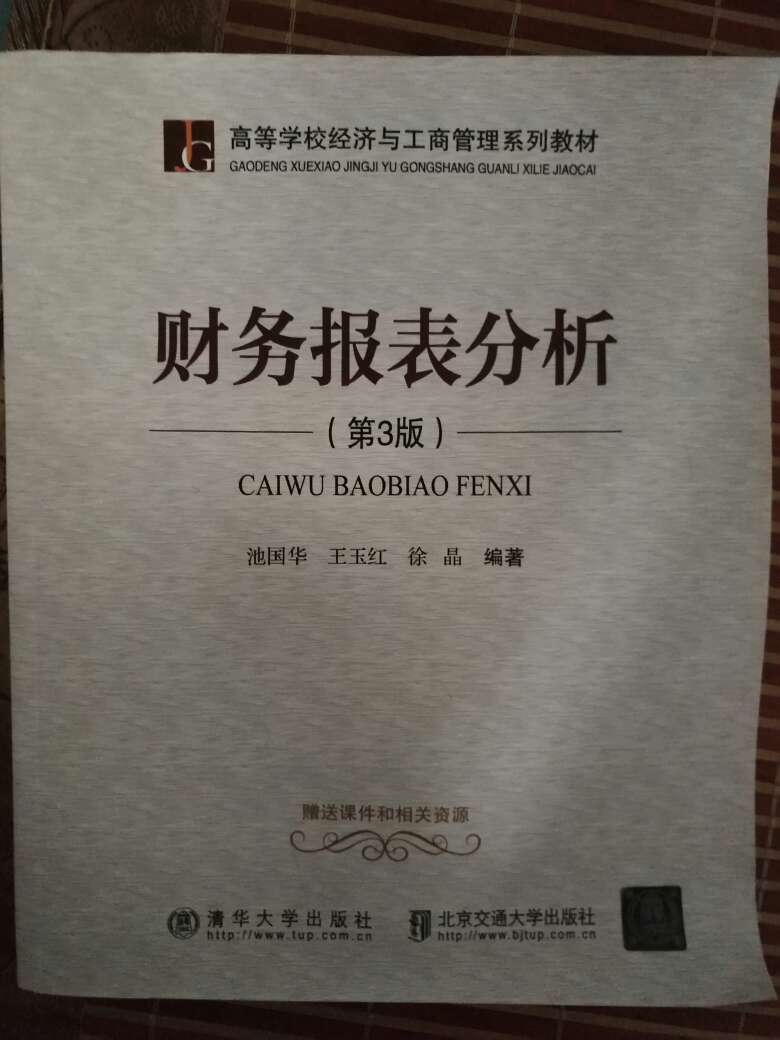 JG
高等学校经济与工商管理系列教材
GAODENG XUEXIAO JINGJI YU GONGSHANG GUANLI XILIE JIAOCAI
财务报表分析
（第3版）
CAIWU BAOBIAO FENXI
池国华 王玉红 徐 晶 编著
赠送课件和相关资源
清华大学出版社 北京交通大学出版社
http://www.tup.com.cn http://www.bjtup.com.cn